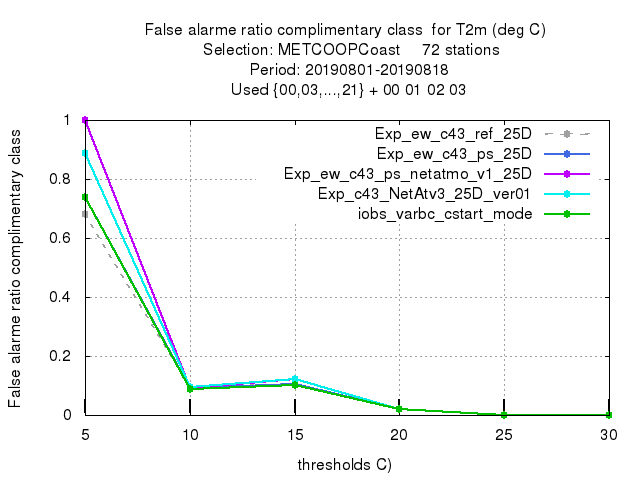 False alarme ratio complimentary class  for T2m (deg C)
Selection: METCOOPCoast     72 stations
Period: 20190801-20190818
Used {00,03,...,21} + 00 01 02 03
Exp_ew_c43_ref_25D
Exp_ew_c43_ps_25D
Exp_ew_c43_ps_netatmo_v1_25D
Exp_c43_NetAtv3_25D_ver01
iobs_varbc_cstart_mode
False alarme ratio complimentary class
1
0.8
0.6
0.4
0.2
0
5 10 15 20 25 30
thresholds C)